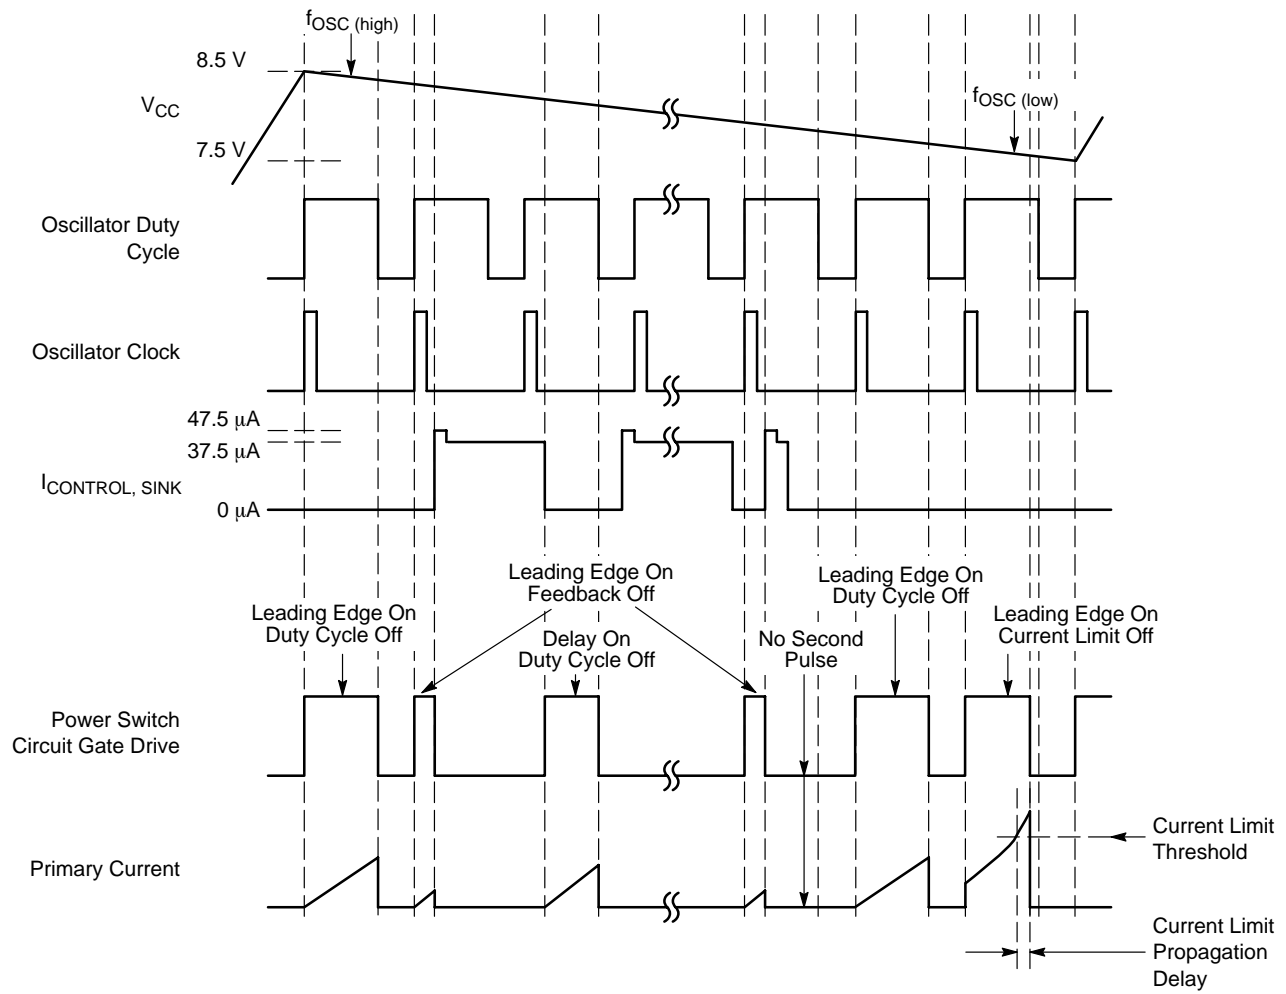 fOSC (high)
8.5 V
VCC
fOSC (low)
7.5 V
Oscillator Duty
Cycle
Oscillator Clock
47.5 µA
37.5 µA
ICONTROL, SINK
0 µA
Leading Edge On
Duty Cycle Off
Leading Edge On
Feedback Off
Delay On
Duty Cycle Off
No Second
Pulse
Leading Edge On
Duty Cycle Off
Leading Edge On
Current Limit Off
Power Switch
Circuit Gate Drive
Primary Current
Current Limit
Threshold
Current Limit
Propagation
Delay